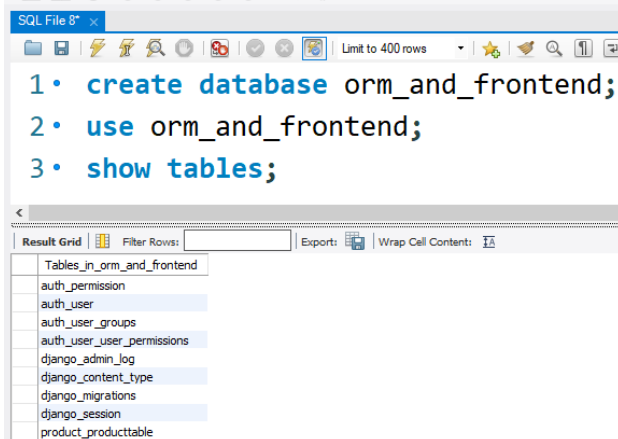 SQL File 8*
Limit to 400 rows
1 create database orm_and_frontend;
2 use orm_and_frontend;
3 show tables;
Result Grid Filter Rows: Export: Wrap Cell Content:
Tables_in_orm_and_frontend
auth_permission
auth_user
auth_user_groups
auth_user_user_permissions
django_admin_log
django_content_type
django_migrations
django_session
product_producttable